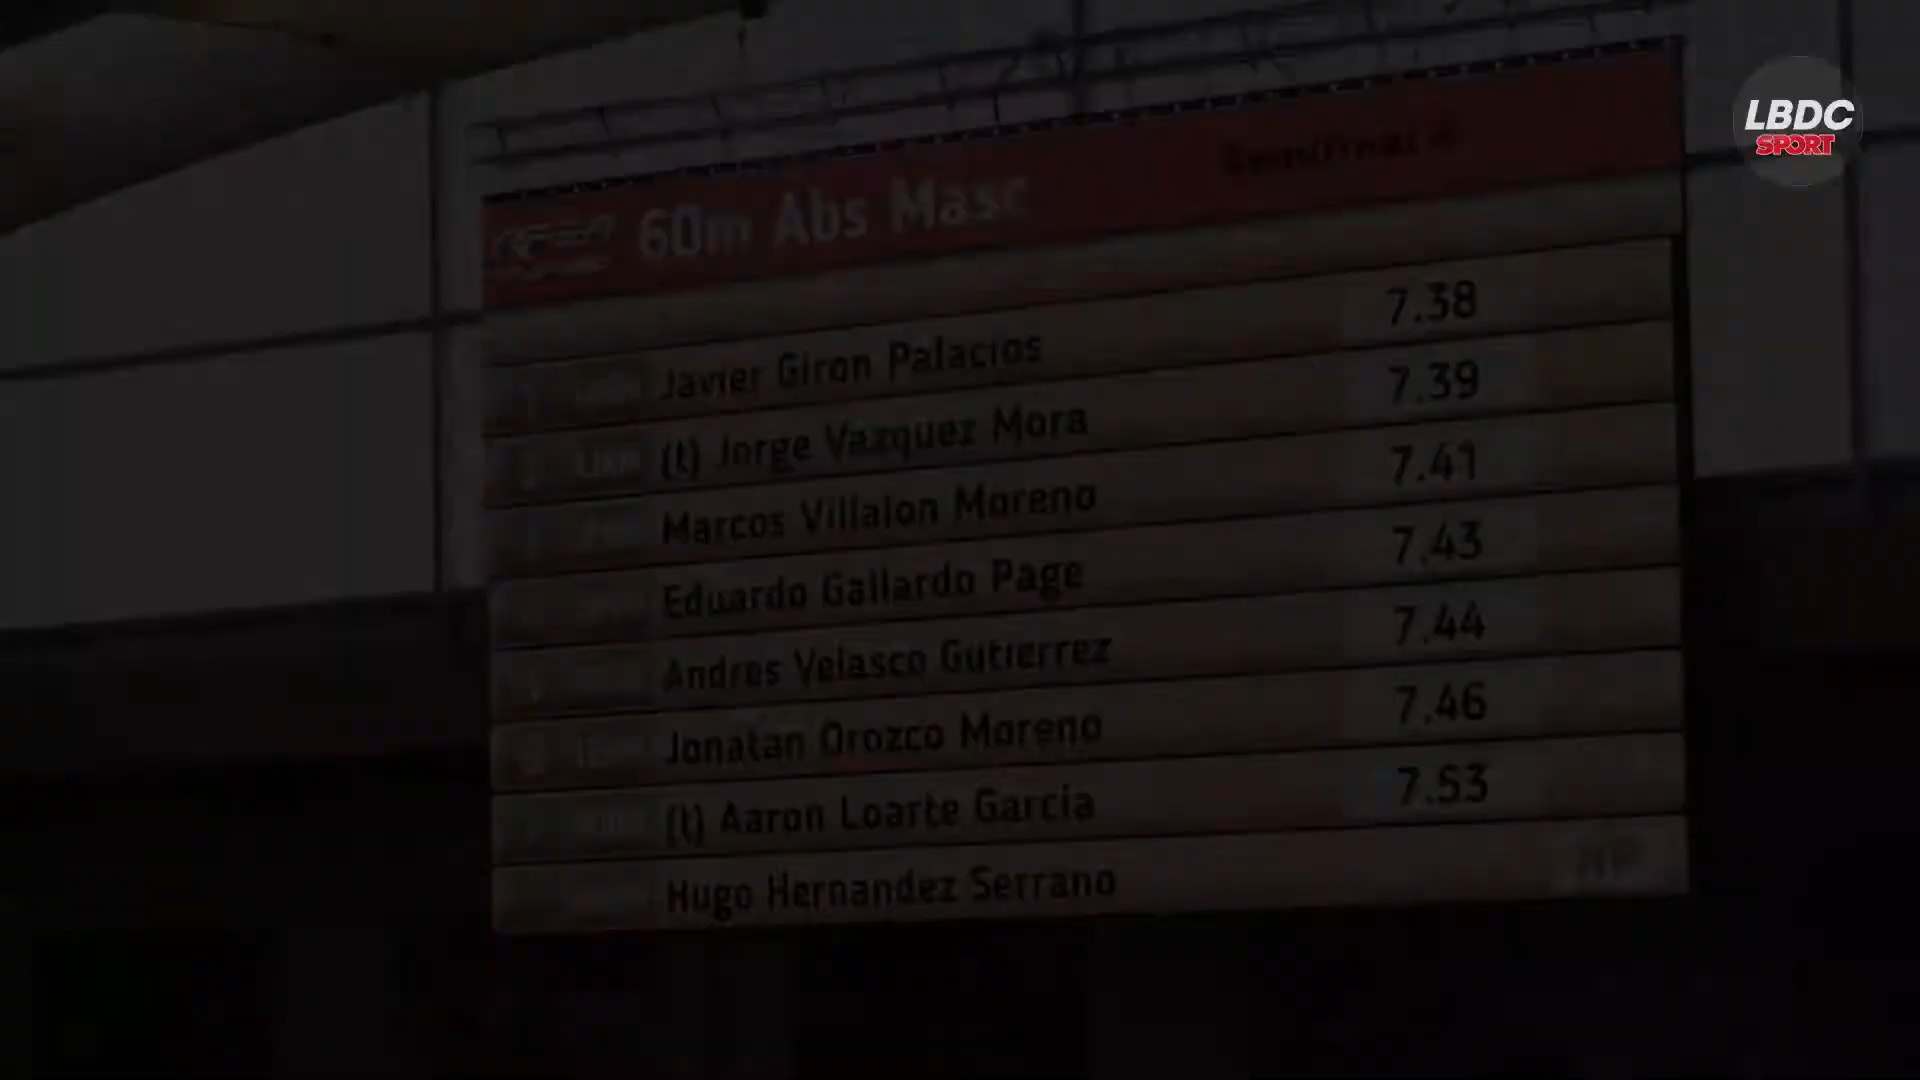 LBDC
SPORT
60m Abs Masc
Javier Giron Palacios 7.38
(t) Jorge Vazquez Mora 7.39
Marcos Villalon Moreno 7.41
Eduardo Gallardo Page 7.43
Andres Velasco Gutierrez 7.44
Jonatan Orozco Moreno 7.46
(t) Aaron Loarte Garcia 7.53
Hugo Hernandez Serrano NP